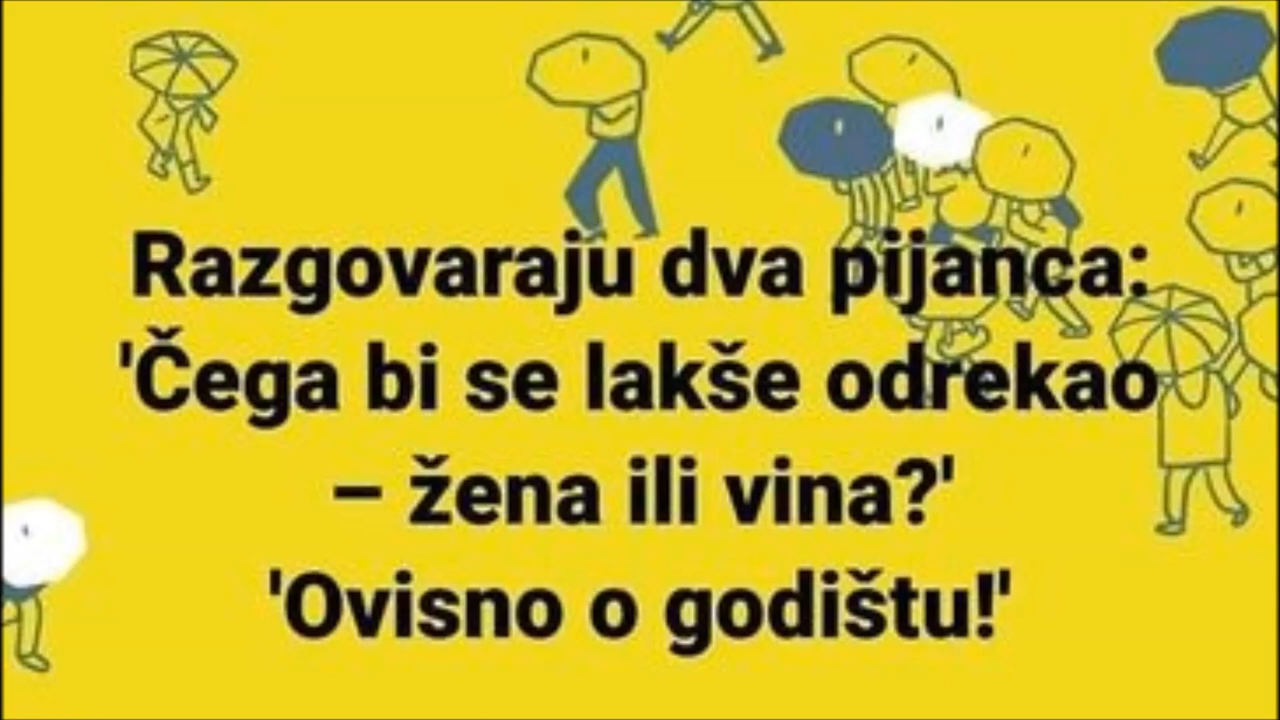 Razgovaraju dva pijanca:
'Čega bi se lakše odrekao
– žena ili vina?'
'Ovisno o godištu!'